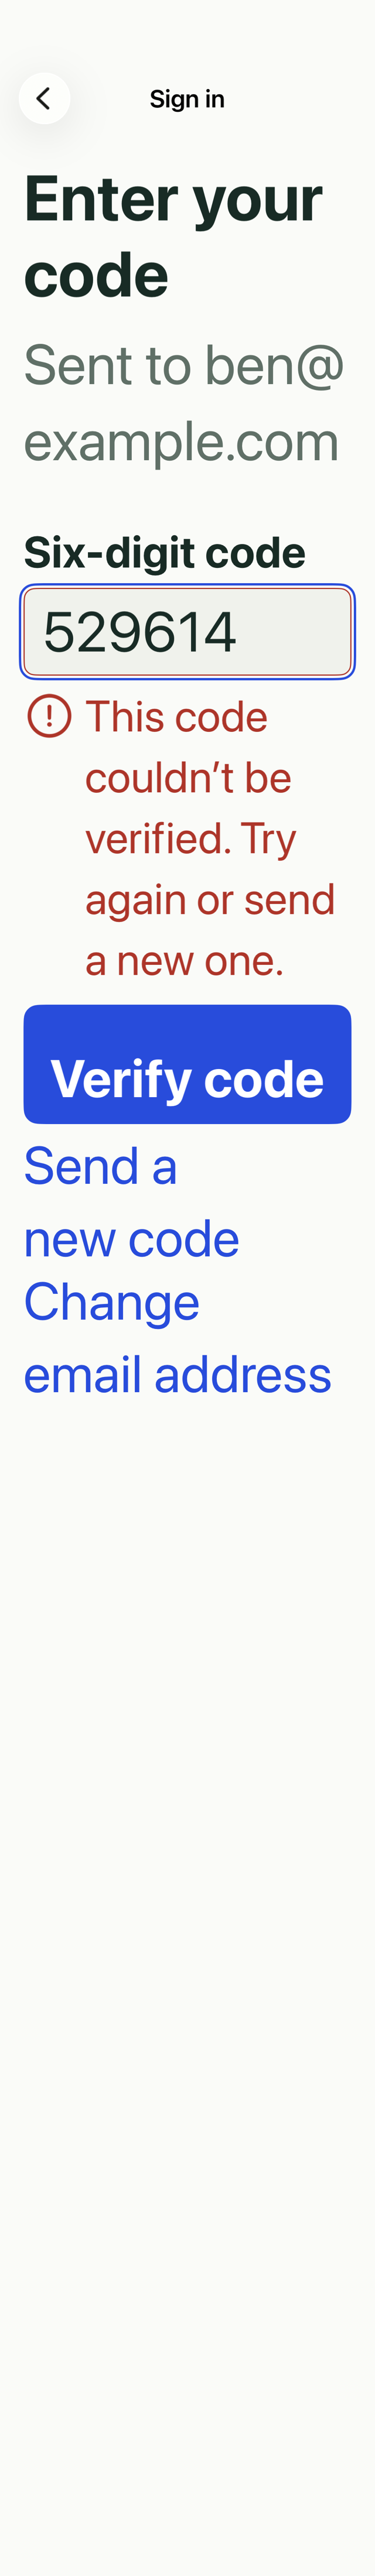 Sign in
Enter your
code
Sent to ben@
example.com
Six-digit code
529614
This code
couldn’t be
verified. Try
again or send
a new one.
Verify code
Send a
new code
Change
email address